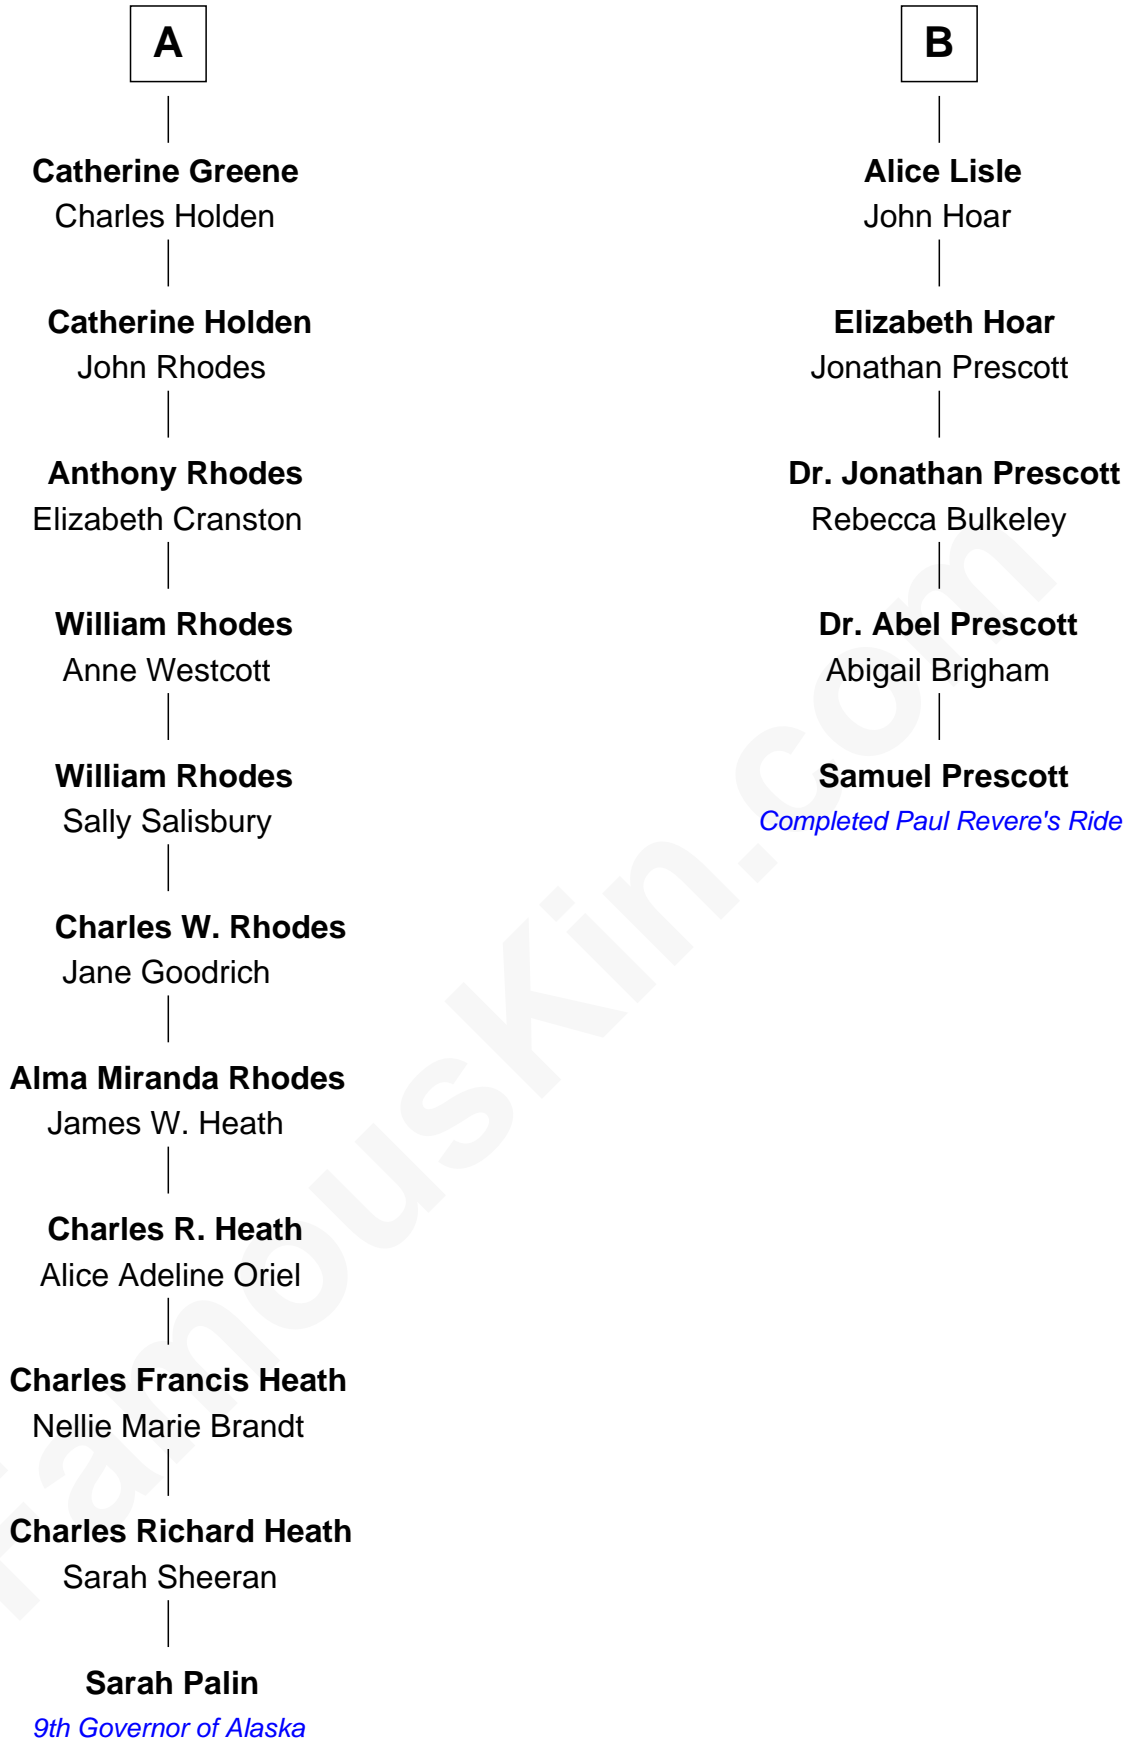 A
Catherine Greene
Charles Holden
Catherine Holden
John Rhodes
Anthony Rhodes
Elizabeth Cranston
William Rhodes
Anne Westcott
William Rhodes
Sally Salisbury
Charles W. Rhodes
Jane Goodrich
Alma Miranda Rhodes
James W. Heath
Charles R. Heath
Alice Adeline Oriel
Charles Francis Heath
Nellie Marie Brandt
Charles Richard Heath
Sarah Sheeran
Sarah Palin
9th Governor of Alaska
B
Alice Lisle
John Hoar
Elizabeth Hoar
Jonathan Prescott
Dr. Jonathan Prescott
Rebecca Bulkeley
Dr. Abel Prescott
Abigail Brigham
Samuel Prescott
Completed Paul Revere's Ride
FamousKin.com